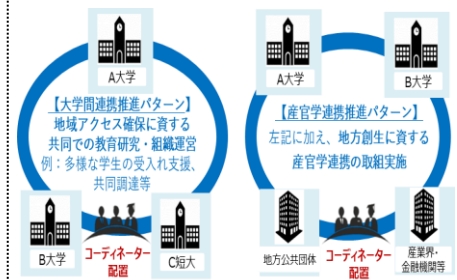 A大学
【大学間連携推進パターン】
地域アクセス確保に資する
共同での教育研究・組織運営
例：多様な学生の受入れ支援、
共同調達等
B大学
コーディネーター
配置
C短大
A大学
B大学
【産官学連携推進パターン】
左記に加え、地方創生に資する
産官学連携の取組実施
地方公共団体
コーディネーター
配置
産業界・
金融機関等